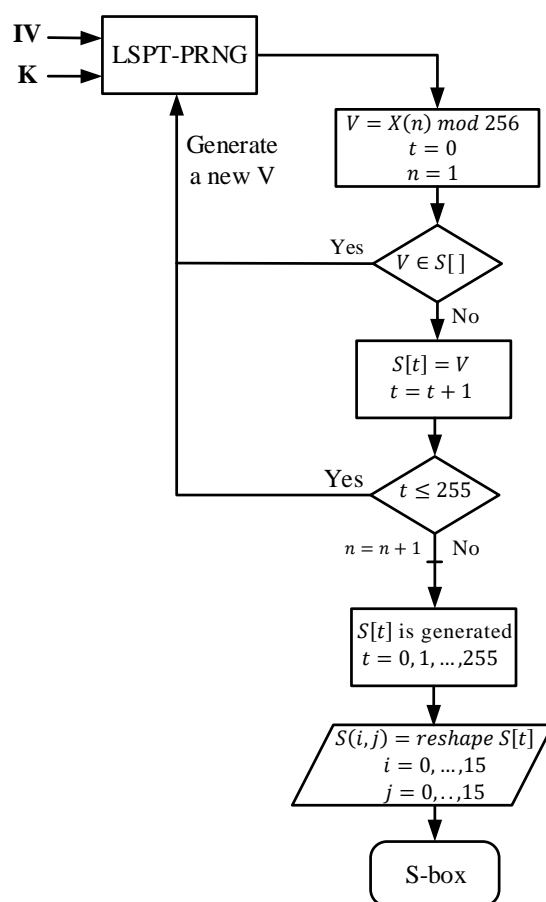 IV
K
LSPT-PRNG
Generate
a new V
V = X(n) mod 256
t = 0
n = 1
Yes
V ∈ S[ ]
No
S[t] = V
t = t + 1
Yes
t ≤ 255
n = n + 1
No
S[t] is generated
t = 0, 1, … ,255
S(i,j) = reshape S[t]
i = 0, … ,15
j = 0, . . ,15
S-box